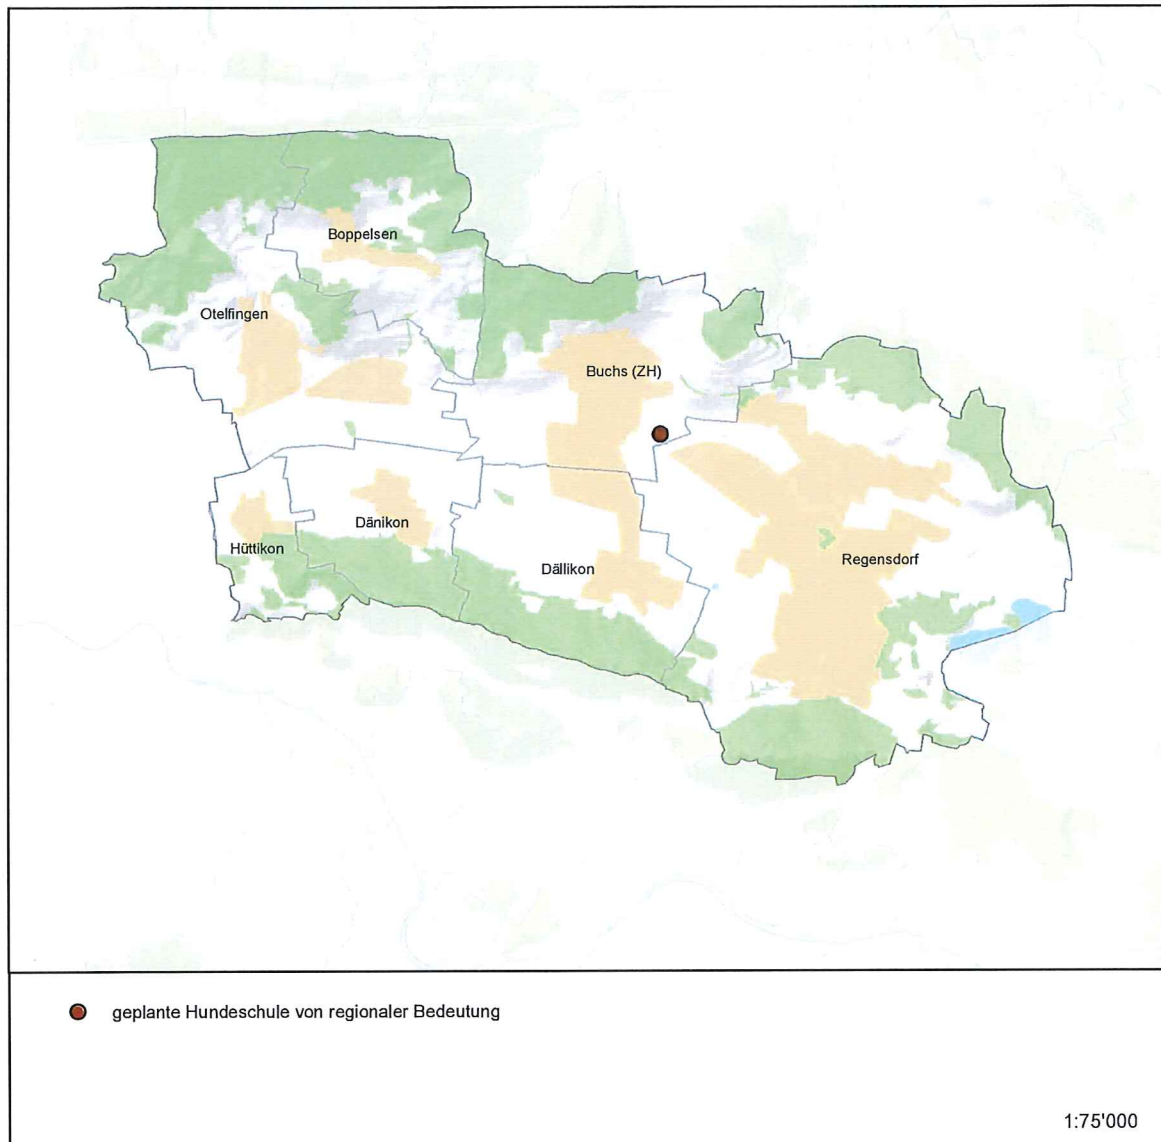 Boppelsen
Otelfingen
Buchs (ZH)
Dänikon
Hüttikon
Dällikon
Regensdorf
geplante Hundeschule von regionaler Bedeutung
1:75'000